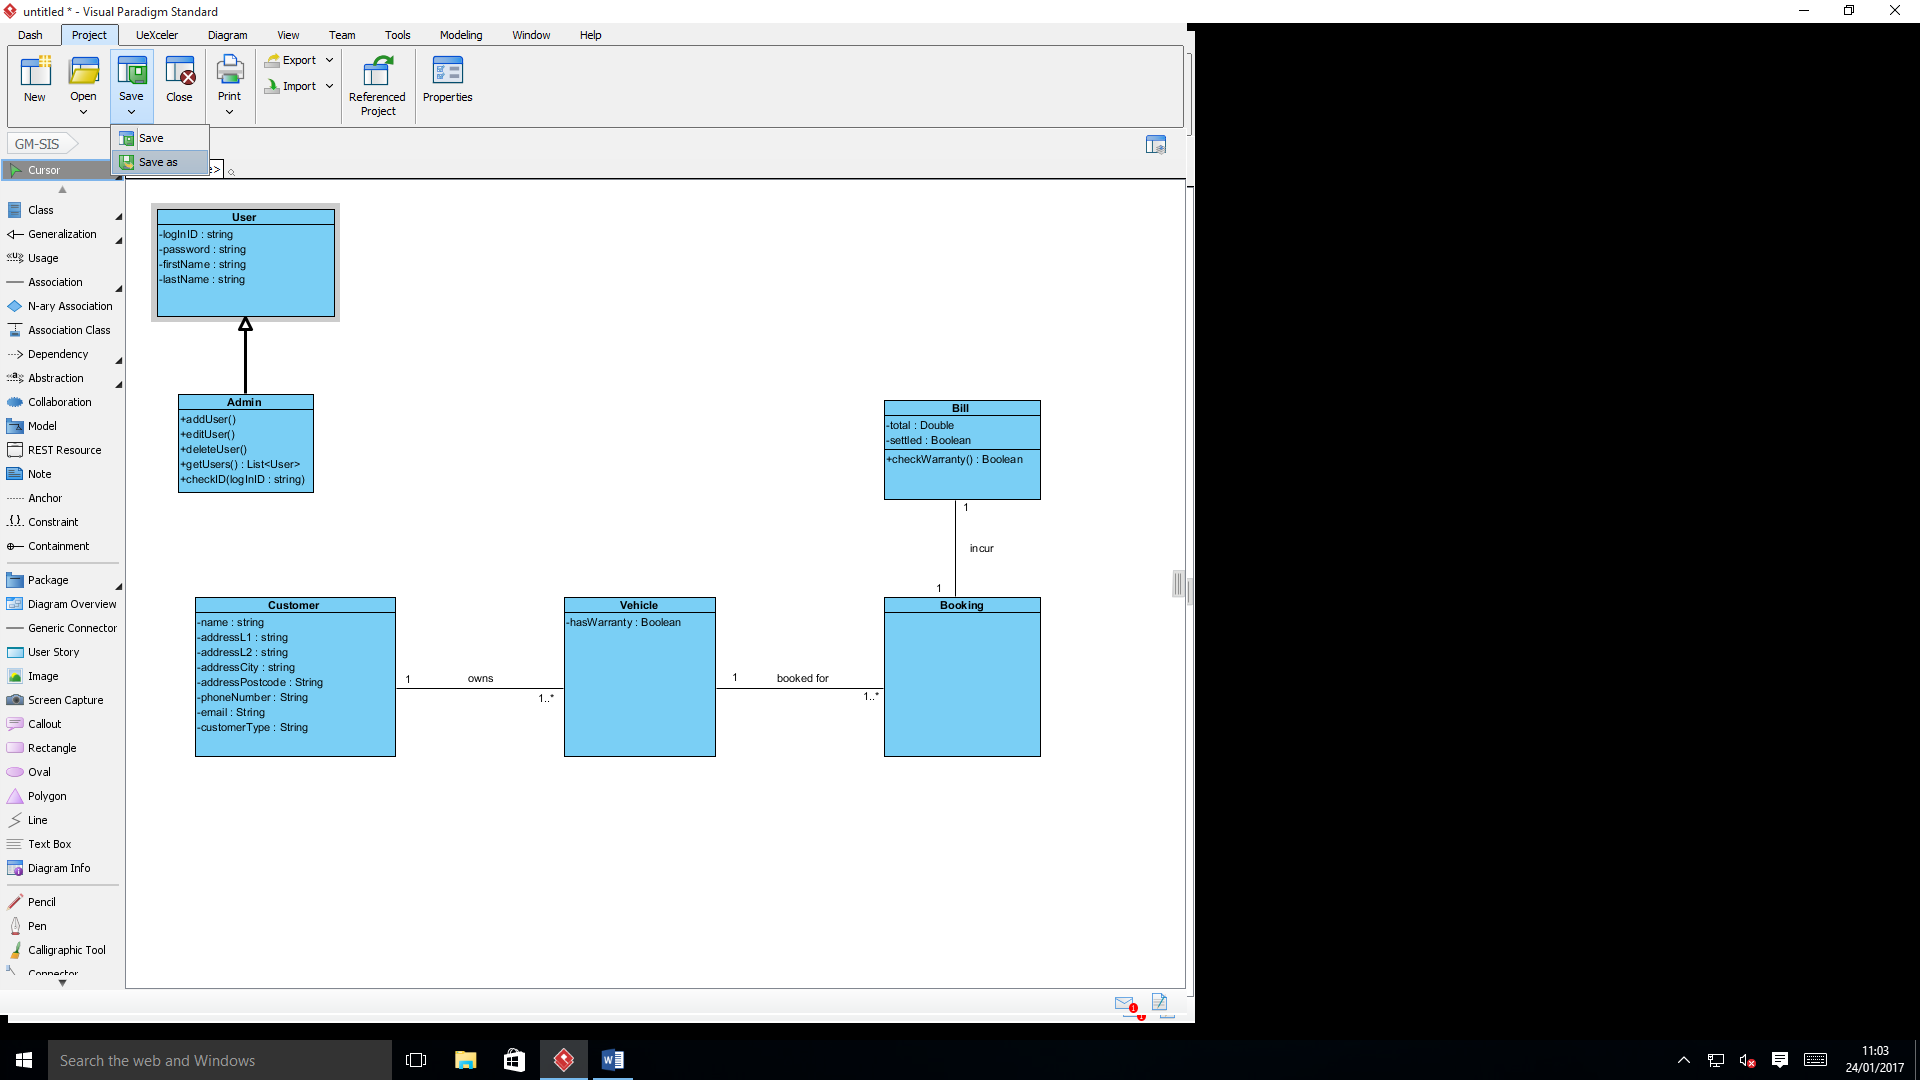 untitled * - Visual Paradigm Standard
Dash Project UeXceler Diagram View Team Tools Modeling Window Help
New Open Save Close Print Export Import Referenced Project Properties
Save
Save as
GM-SIS
e>
Cursor
Class
Generalization
Usage
Association
N-ary Association
Association Class
Dependency
Abstraction
Collaboration
Model
REST Resource
Note
Anchor
Constraint
Containment
Package
Diagram Overview
Generic Connector
User Story
Image
Screen Capture
Callout
Rectangle
Oval
Polygon
Line
Text Box
Diagram Info
Pencil
Pen
Calligraphic Tool
Connector
User
-logInID : string
-password : string
-firstName : string
-lastName : string
Admin
+addUser()
+editUser()
+deleteUser()
+getUsers() : List<User>
+checkID(logInID : string)
Bill
-total : Double
-settled : Boolean
+checkWarranty() : Boolean
1
incur
1
Customer
-name : string
-addressL1 : string
-addressL2 : string
-addressCity : string
-addressPostcode : String
-phoneNumber : String
-email : String
-customerType : String
1 owns 1..*
Vehicle
-hasWarranty : Boolean
1 booked for 1..*
Booking
Search the web and Windows
11:03
24/01/2017